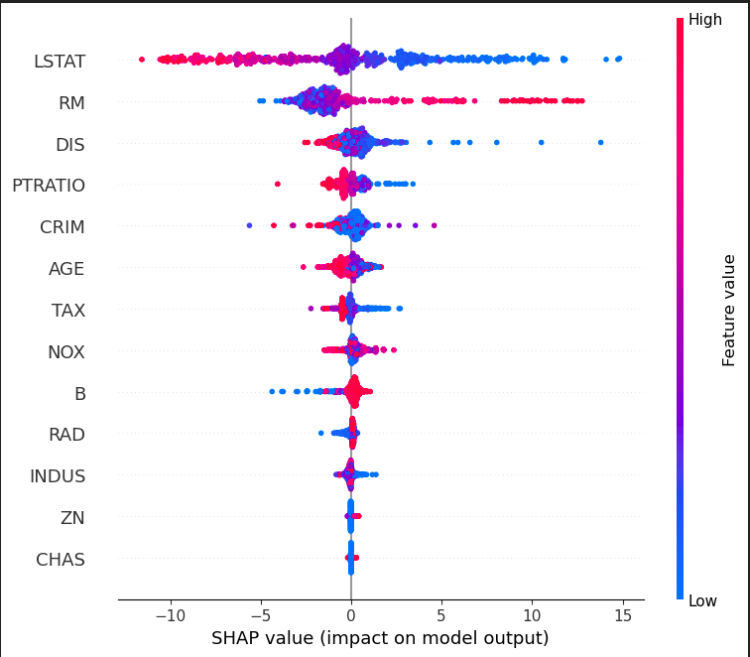 High
LSTAT
RM
DIS
PTRATIO
CRIM
AGE
TAX
NOX
B
RAD
INDUS
ZN
CHAS
Feature value
Low
−10 −5 0 5 10 15
SHAP value (impact on model output)